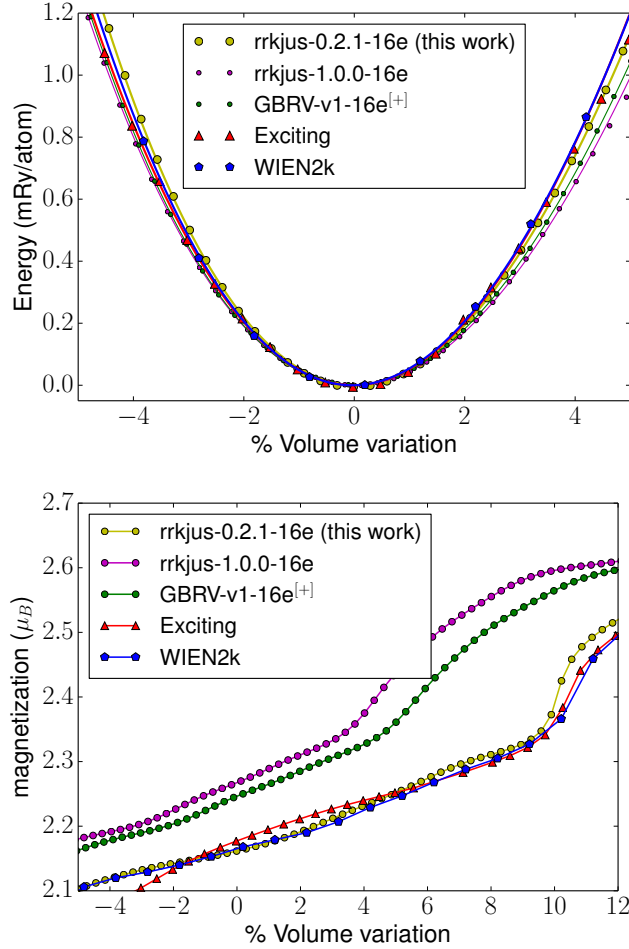 1.2
1.0
0.8
0.6
0.4
0.2
0.0
Energy (mRy/atom)
rrkjus-0.2.1-16e (this work)
rrkjus-1.0.0-16e
GBRV-v1-16e[+]
Exciting
WIEN2k
−4 −2 0 2 4
% Volume variation
2.7
2.6
2.5
2.4
2.3
2.2
2.1
magnetization (μB)
rrkjus-0.2.1-16e (this work)
rrkjus-1.0.0-16e
GBRV-v1-16e[+]
Exciting
WIEN2k
−4 −2 0 2 4 6 8 10 12
% Volume variation